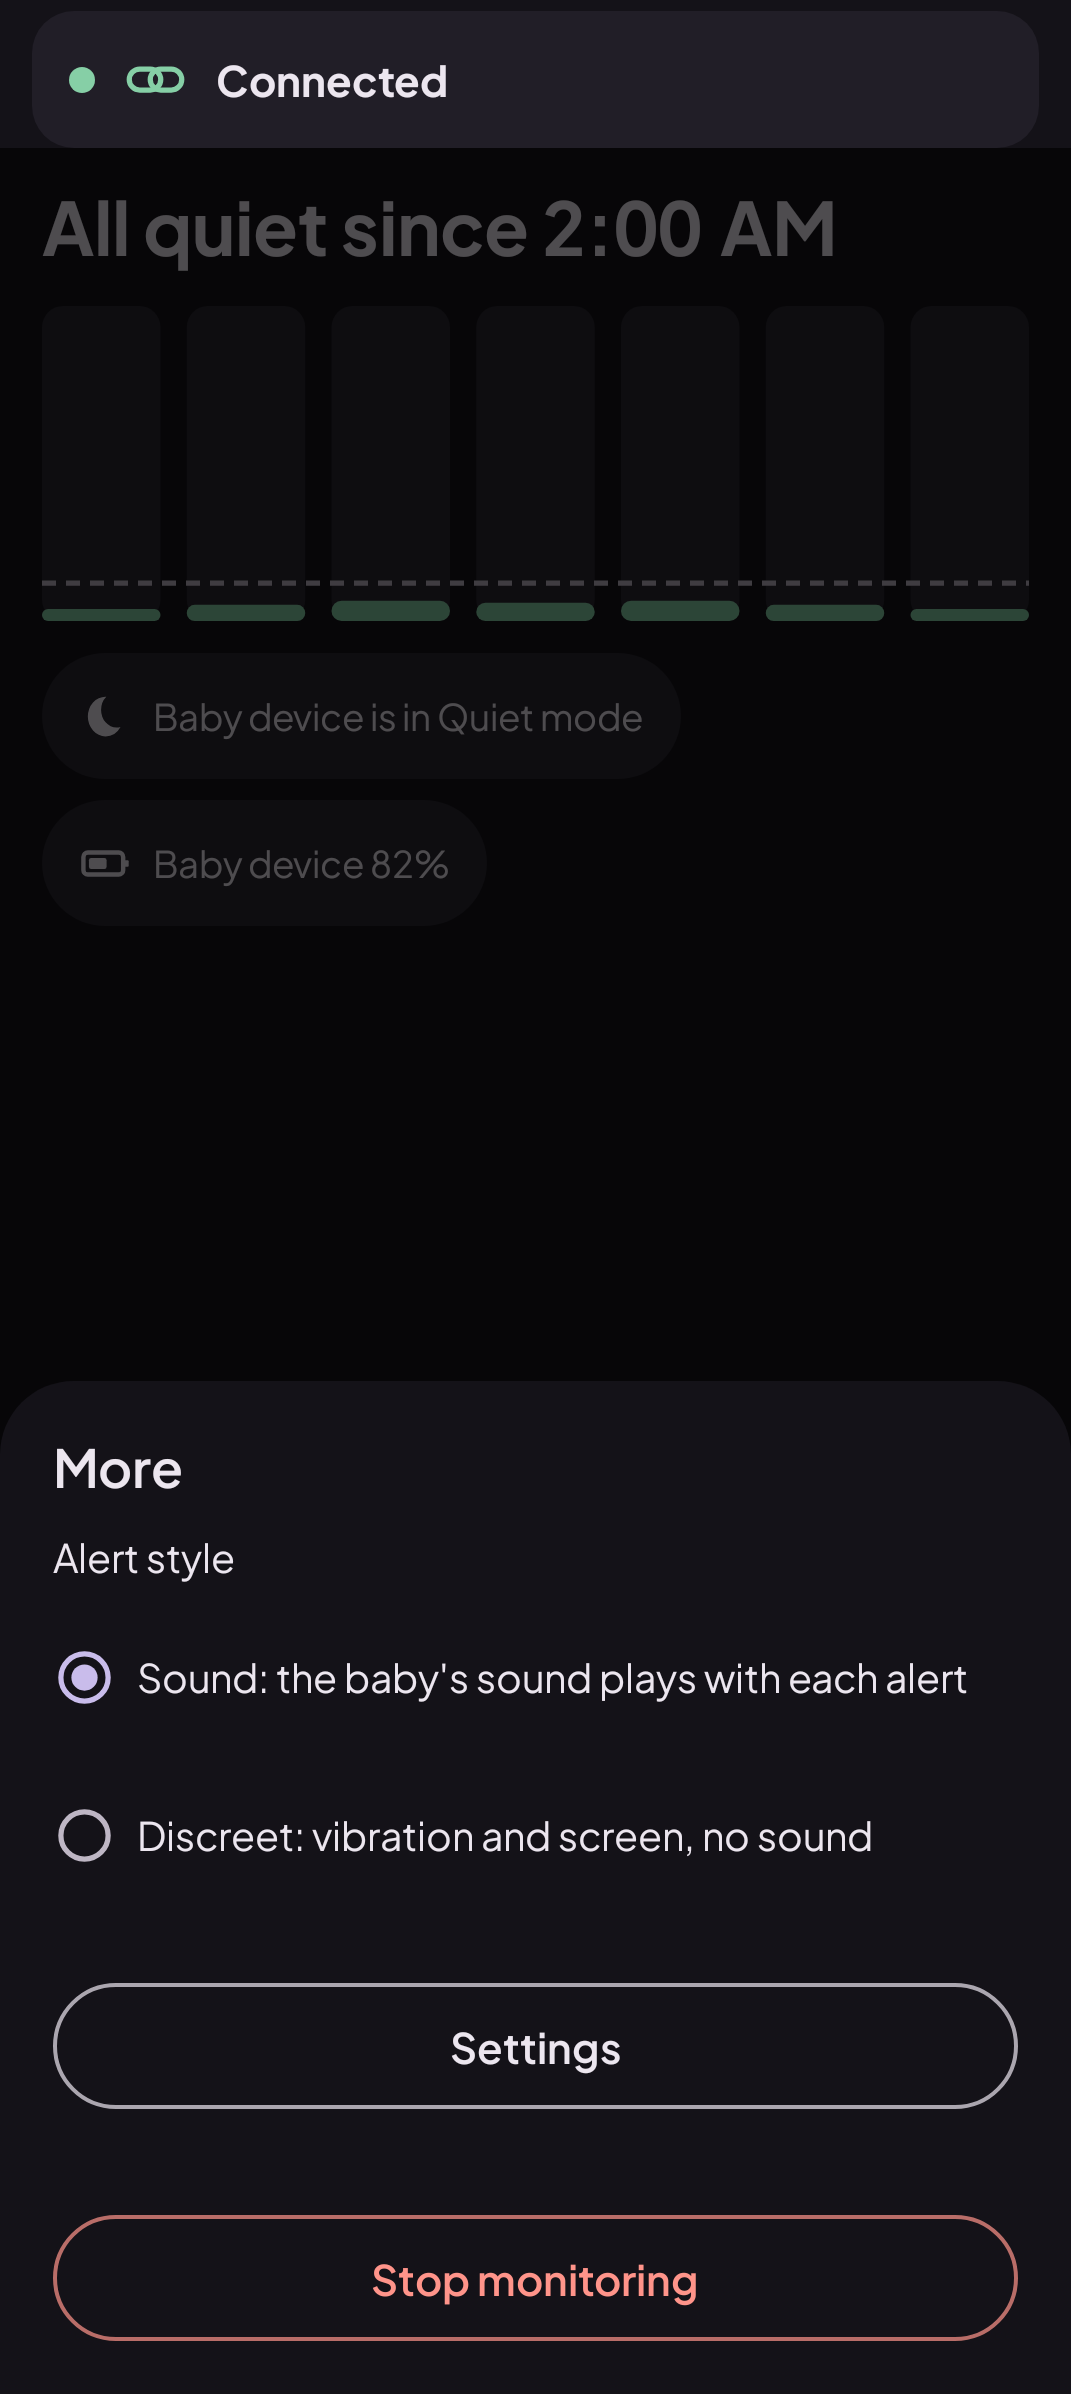 Connected
All quiet since 2:00 AM
Baby device is in Quiet mode
Baby device 82%
More
Alert style
Sound: the baby's sound plays with each alert
Discreet: vibration and screen, no sound
Settings
Stop monitoring